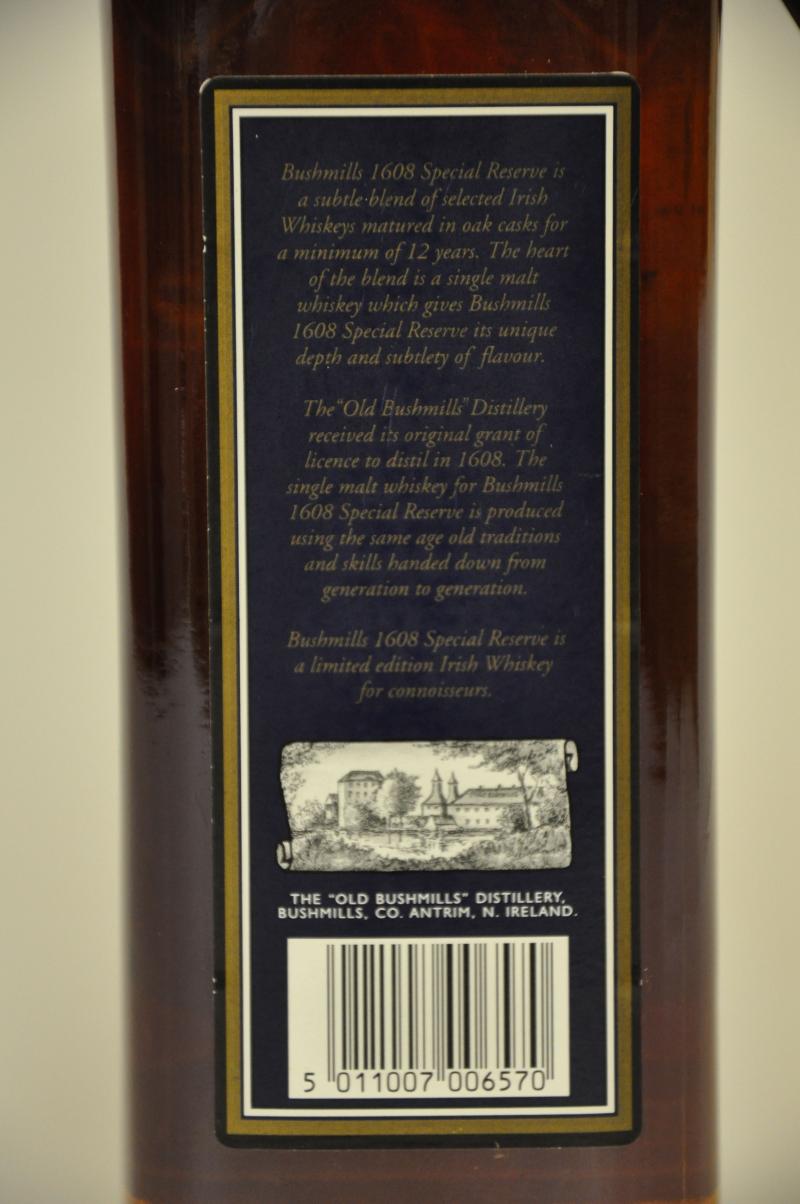 Bushmills 1608 Special Reserve is
a subtle blend of selected Irish
Whiskeys matured in oak casks for
a minimum of 12 years. The heart
of the blend is a single malt
whiskey which gives Bushmills
1608 Special Reserve its unique
depth and subtlety of flavour.
The "Old Bushmills" Distillery
received its original grant of
licence to distil in 1608. The
single malt whiskey for Bushmills
1608 Special Reserve is produced
using the same age old traditions
and skills handed down from
generation to generation.
Bushmills 1608 Special Reserve is
a limited edition Irish Whiskey
for connoisseurs.
THE "OLD BUSHMILLS" DISTILLERY,
BUSHMILLS, CO. ANTRIM, N. IRELAND.
5 011007 006570